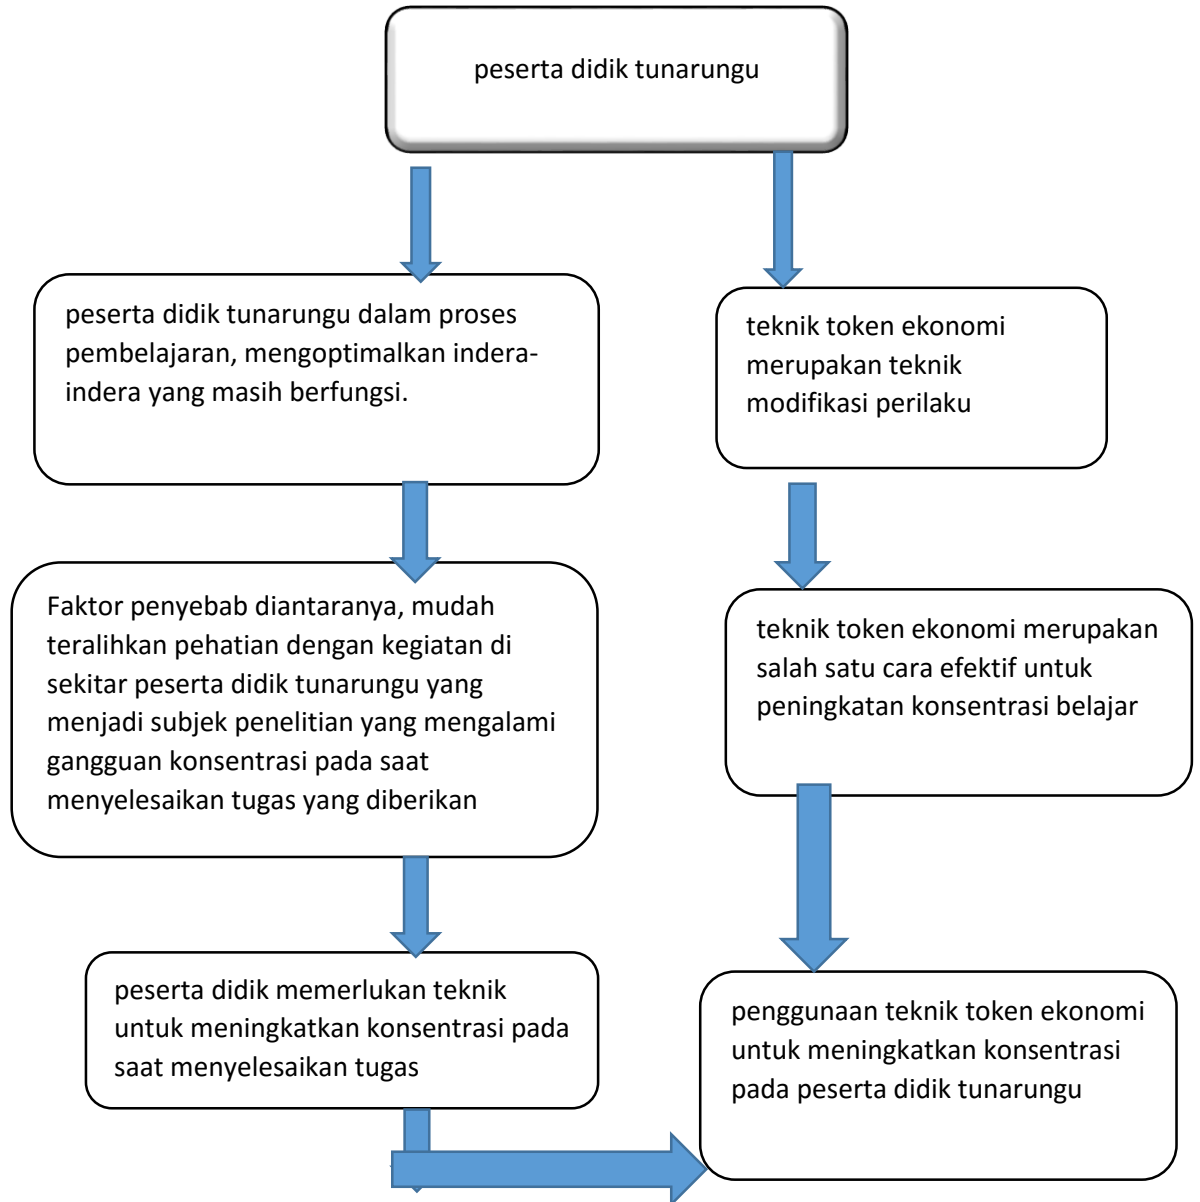 peserta didik tunarungu
peserta didik tunarungu dalam proses
pembelajaran, mengoptimalkan indera-
indera yang masih berfungsi.
teknik token ekonomi
merupakan teknik
modifikasi perilaku
Faktor penyebab diantaranya, mudah
teralihkan pehatian dengan kegiatan di
sekitar peserta didik tunarungu yang
menjadi subjek penelitian yang mengalami
gangguan konsentrasi pada saat
menyelesaikan tugas yang diberikan
teknik token ekonomi merupakan
salah satu cara efektif untuk
peningkatan konsentrasi belajar
peserta didik memerlukan teknik
untuk meningkatkan konsentrasi pada
saat menyelesaikan tugas
penggunaan teknik token ekonomi
untuk meningkatkan konsentrasi
pada peserta didik tunarungu